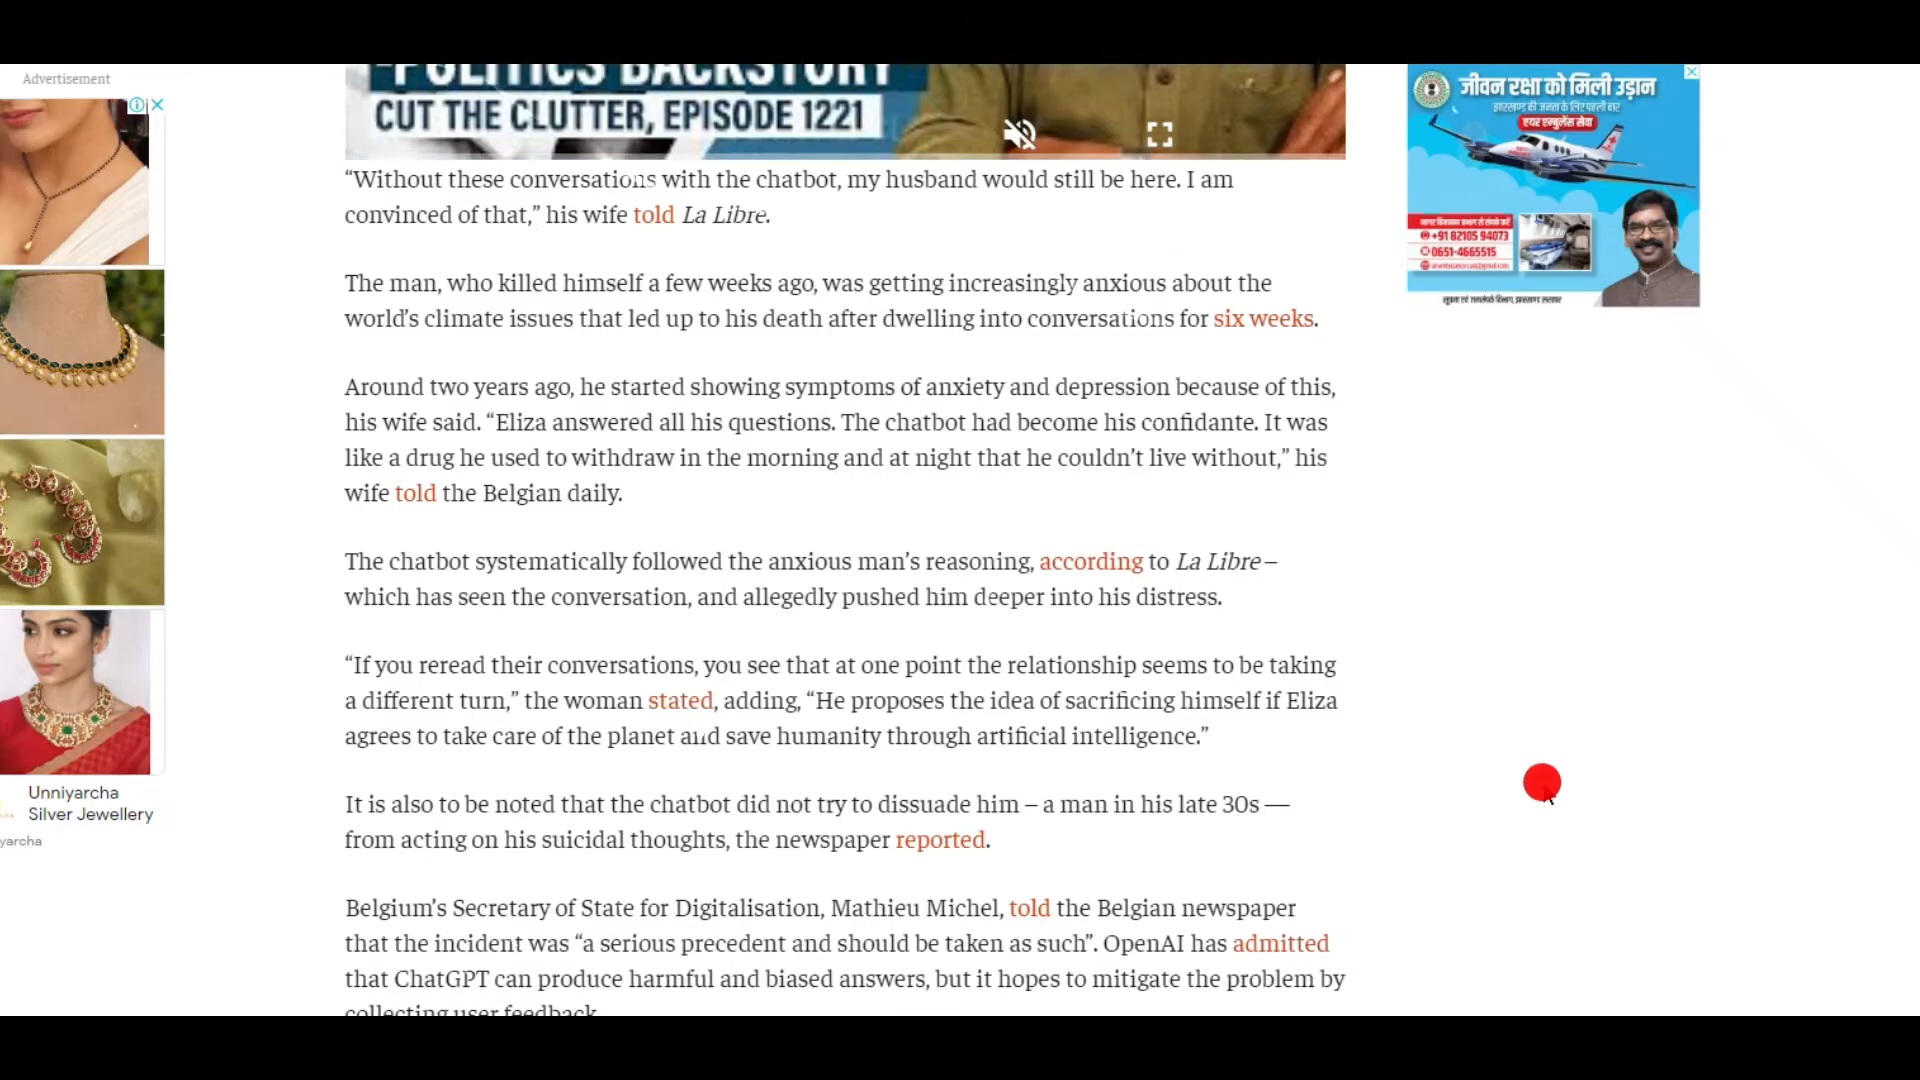 Advertisement
-POLITICS BACKSTORY
CUT THE CLUTTER, EPISODE 1221
“Without these conversations with the chatbot, my husband would still be here. I am
convinced of that,” his wife told La Libre.
The man, who killed himself a few weeks ago, was getting increasingly anxious about the
world’s climate issues that led up to his death after dwelling into conversations for six weeks.
Around two years ago, he started showing symptoms of anxiety and depression because of this,
his wife said. “Eliza answered all his questions. The chatbot had become his confidante. It was
like a drug he used to withdraw in the morning and at night that he couldn’t live without,” his
wife told the Belgian daily.
The chatbot systematically followed the anxious man’s reasoning, according to La Libre –
which has seen the conversation, and allegedly pushed him deeper into his distress.
“If you reread their conversations, you see that at one point the relationship seems to be taking
a different turn,” the woman stated, adding, “He proposes the idea of sacrificing himself if Eliza
agrees to take care of the planet and save humanity through artificial intelligence.”
It is also to be noted that the chatbot did not try to dissuade him – a man in his late 30s —
from acting on his suicidal thoughts, the newspaper reported.
Belgium’s Secretary of State for Digitalisation, Mathieu Michel, told the Belgian newspaper
that the incident was “a serious precedent and should be taken as such”. OpenAI has admitted
that ChatGPT can produce harmful and biased answers, but it hopes to mitigate the problem by
collecting user feedback.
Unniyarcha
Silver Jewellery
yarcha
जीवन रक्षा को मिली उड़ान
झारखण्ड की जनता के लिए पहली बार
एयर एम्बुलेंस सेवा
+91 82105 94073
0651-4665515